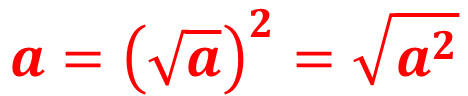 a = (√a)² = √a²